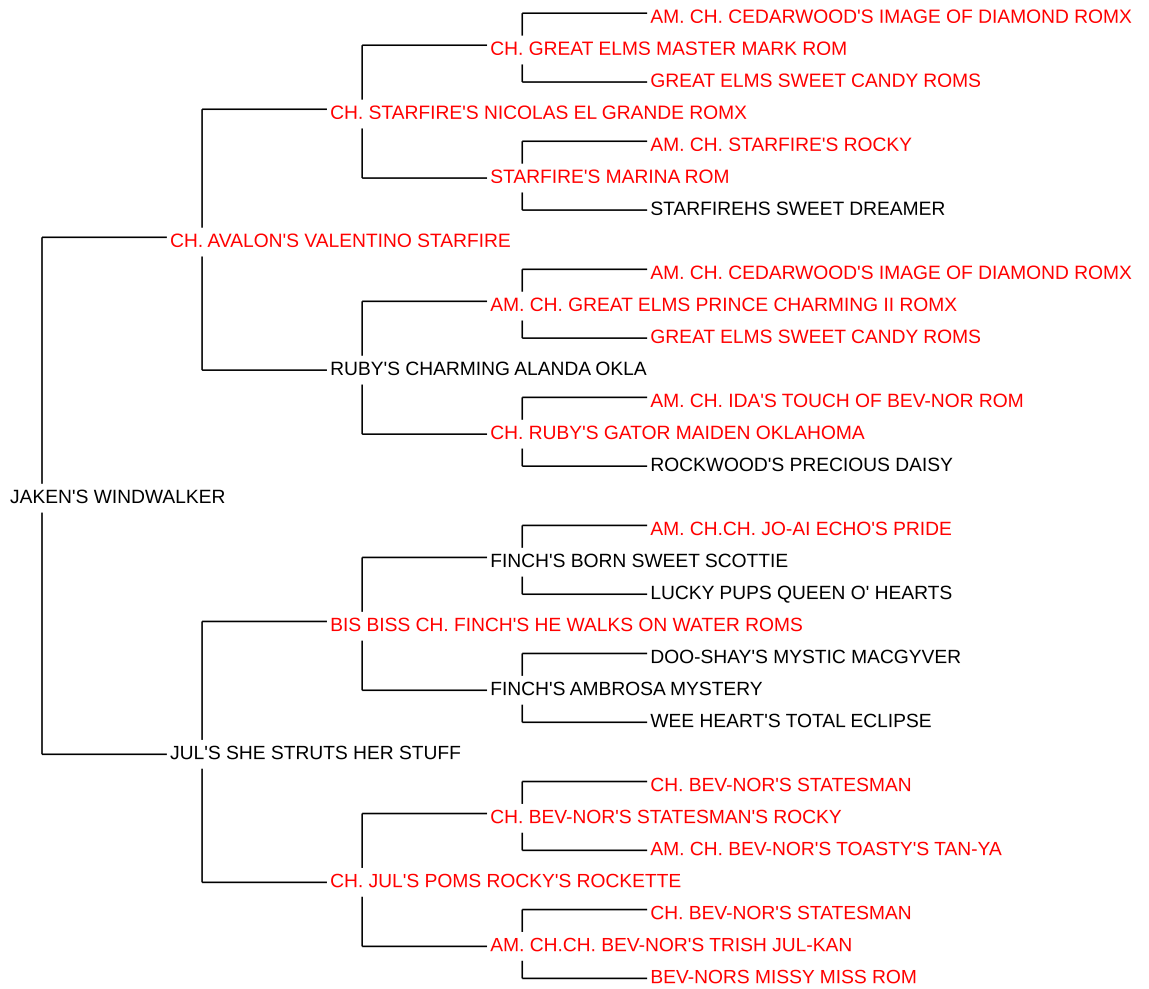 AM. CH. CEDARWOOD'S IMAGE OF DIAMOND ROMX
CH. GREAT ELMS MASTER MARK ROM
GREAT ELMS SWEET CANDY ROMS
CH. STARFIRE'S NICOLAS EL GRANDE ROMX
AM. CH. STARFIRE'S ROCKY
STARFIRE'S MARINA ROM
STARFIREHS SWEET DREAMER
CH. AVALON'S VALENTINO STARFIRE
AM. CH. CEDARWOOD'S IMAGE OF DIAMOND ROMX
AM. CH. GREAT ELMS PRINCE CHARMING II ROMX
GREAT ELMS SWEET CANDY ROMS
RUBY'S CHARMING ALANDA OKLA
AM. CH. IDA'S TOUCH OF BEV-NOR ROM
CH. RUBY'S GATOR MAIDEN OKLAHOMA
ROCKWOOD'S PRECIOUS DAISY
JAKEN'S WINDWALKER
AM. CH.CH. JO-AI ECHO'S PRIDE
FINCH'S BORN SWEET SCOTTIE
LUCKY PUPS QUEEN O' HEARTS
BIS BISS CH. FINCH'S HE WALKS ON WATER ROMS
DOO-SHAY'S MYSTIC MACGYVER
FINCH'S AMBROSA MYSTERY
WEE HEART'S TOTAL ECLIPSE
JUL'S SHE STRUTS HER STUFF
CH. BEV-NOR'S STATESMAN
CH. BEV-NOR'S STATESMAN'S ROCKY
AM. CH. BEV-NOR'S TOASTY'S TAN-YA
CH. JUL'S POMS ROCKY'S ROCKETTE
CH. BEV-NOR'S STATESMAN
AM. CH.CH. BEV-NOR'S TRISH JUL-KAN
BEV-NORS MISSY MISS ROM